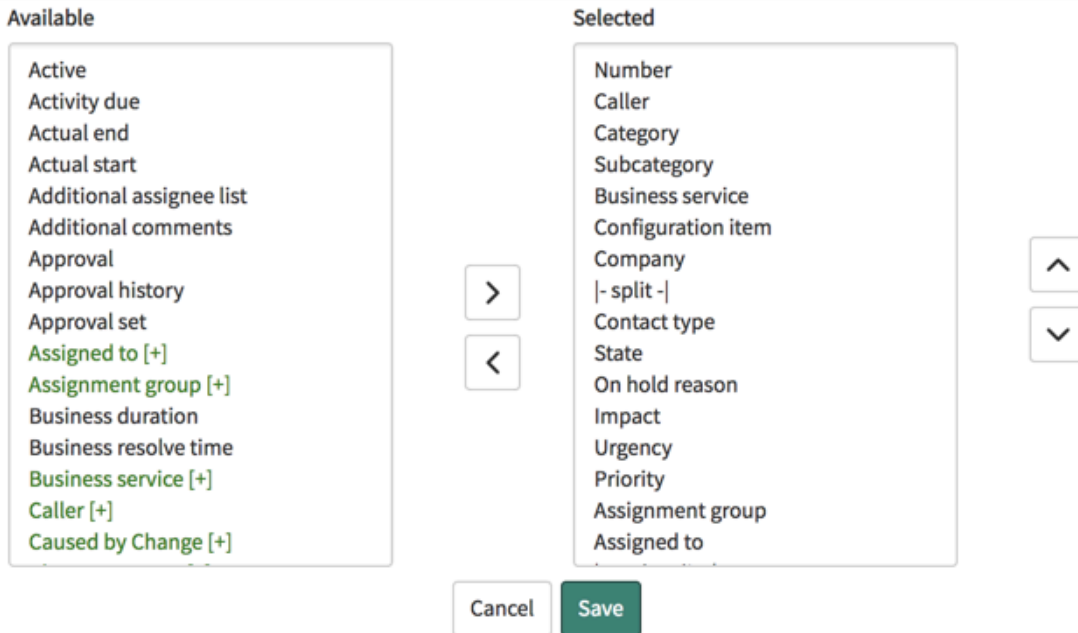 Available
Active
Activity due
Actual end
Actual start
Additional assignee list
Additional comments
Approval
Approval history
Approval set
Assigned to [+]
Assignment group [+]
Business duration
Business resolve time
Business service [+]
Caller [+]
Caused by Change [+]
Selected
Number
Caller
Category
Subcategory
Business service
Configuration item
Company
|- split -|
Contact type
State
On hold reason
Impact
Urgency
Priority
Assignment group
Assigned to
Cancel
Save